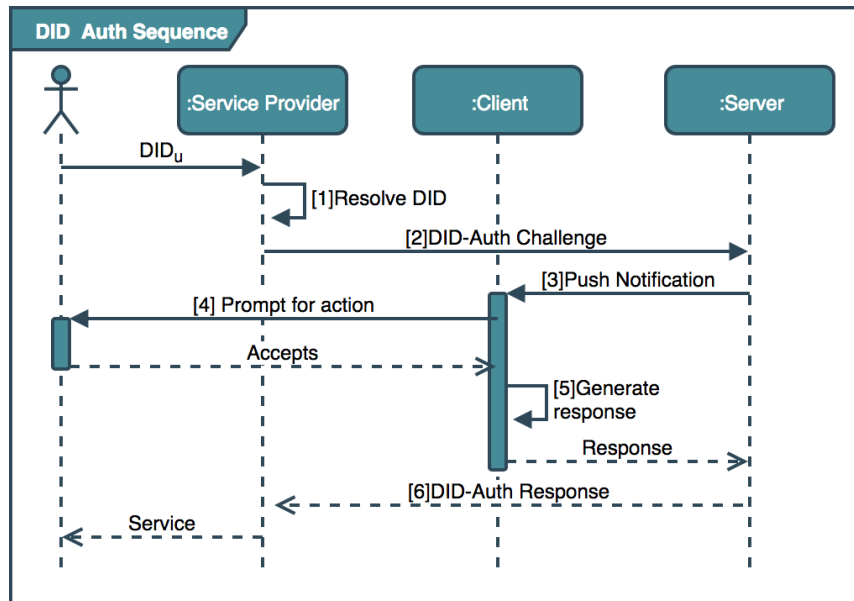 DID Auth Sequence
:Service Provider
:Client
:Server
DIDu
[1]Resolve DID
[2]DID-Auth Challenge
[3]Push Notification
[4] Prompt for action
Accepts
[5]Generate
response
Response
[6]DID-Auth Response
Service